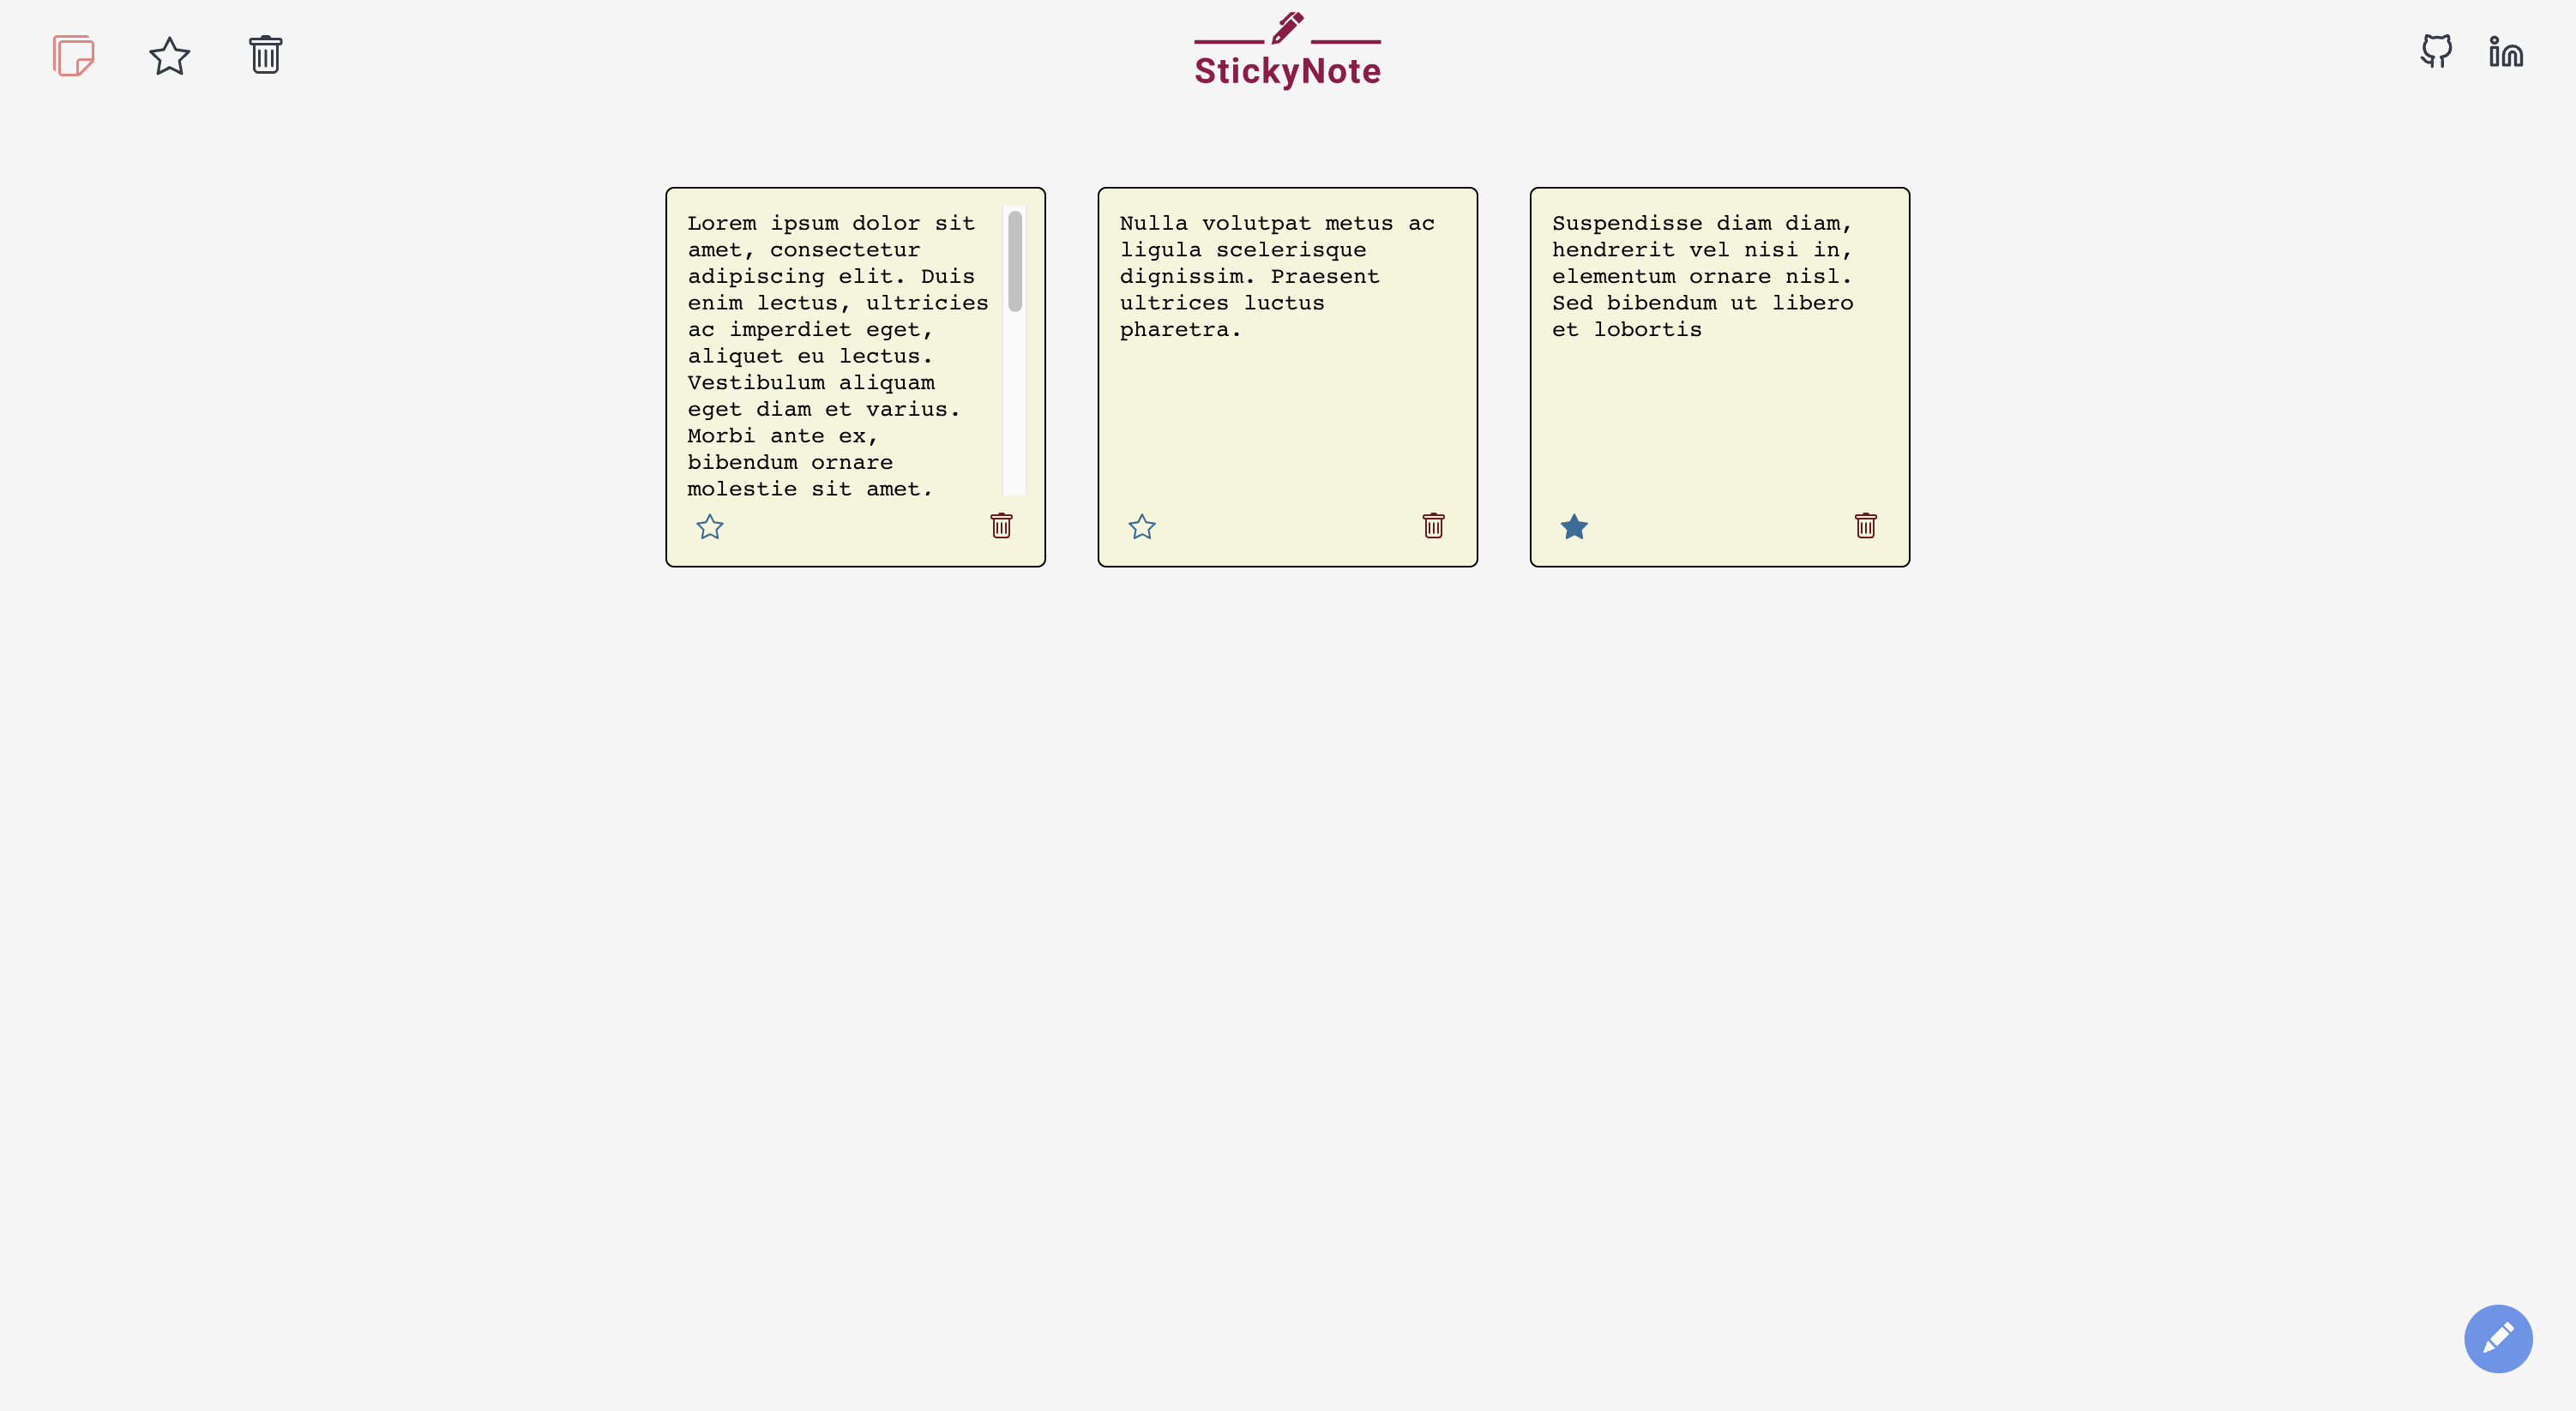 StickyNote
Lorem ipsum dolor sit
amet, consectetur
adipiscing elit. Duis
enim lectus, ultricies
ac imperdiet eget,
aliquet eu lectus.
Vestibulum aliquam
eget diam et varius.
Morbi ante ex,
bibendum ornare
molestie sit amet,
Nulla volutpat metus ac
ligula scelerisque
dignissim. Praesent
ultrices luctus
pharetra.
Suspendisse diam diam,
hendrerit vel nisi in,
elementum ornare nisl.
Sed bibendum ut libero
et lobortis